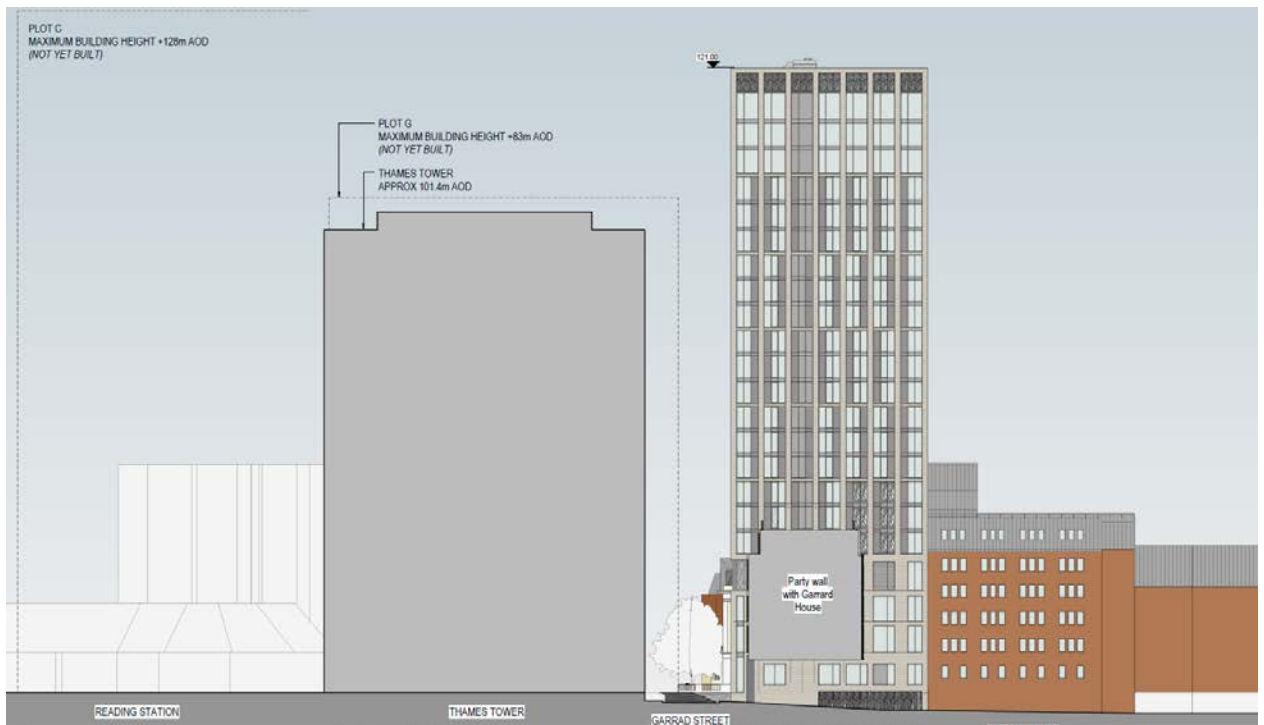 PLOT C
MAXIMUM BUILDING HEIGHT +128m AOD
(NOT YET BUILT)
121.00
PLOT G
MAXIMUM BUILDING HEIGHT +83m AOD
(NOT YET BUILT)
THAMES TOWER
APPROX 101.4m AOD
Party wall
with Garrard
House
READING STATION
THAMES TOWER
GARRAD STREET